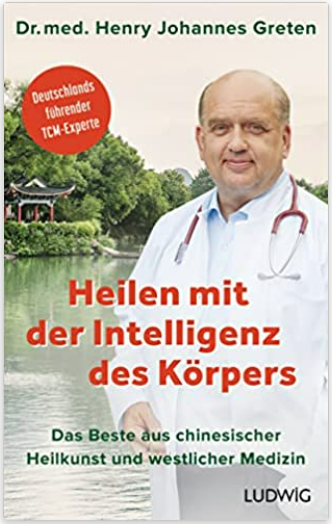 Dr. med. Henry Johannes Greten
Deutschlands
führender
TCM-Experte
Heilen mit
der Intelligenz
des Körpers
Das Beste aus chinesischer
Heilkunst und westlicher Medizin
LUDWIG